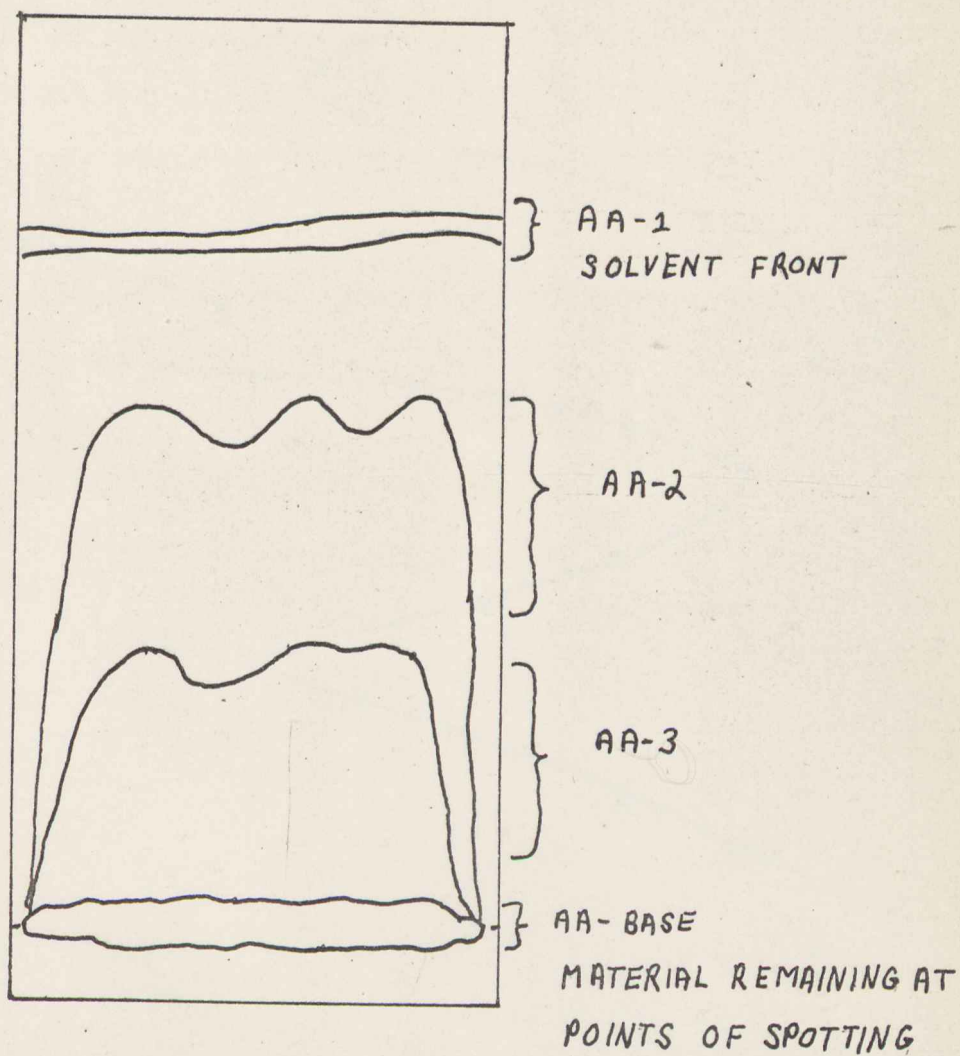 AA-1
SOLVENT FRONT
AA-2
AA-3
AA-BASE
MATERIAL REMAINING AT
POINTS OF SPOTTING